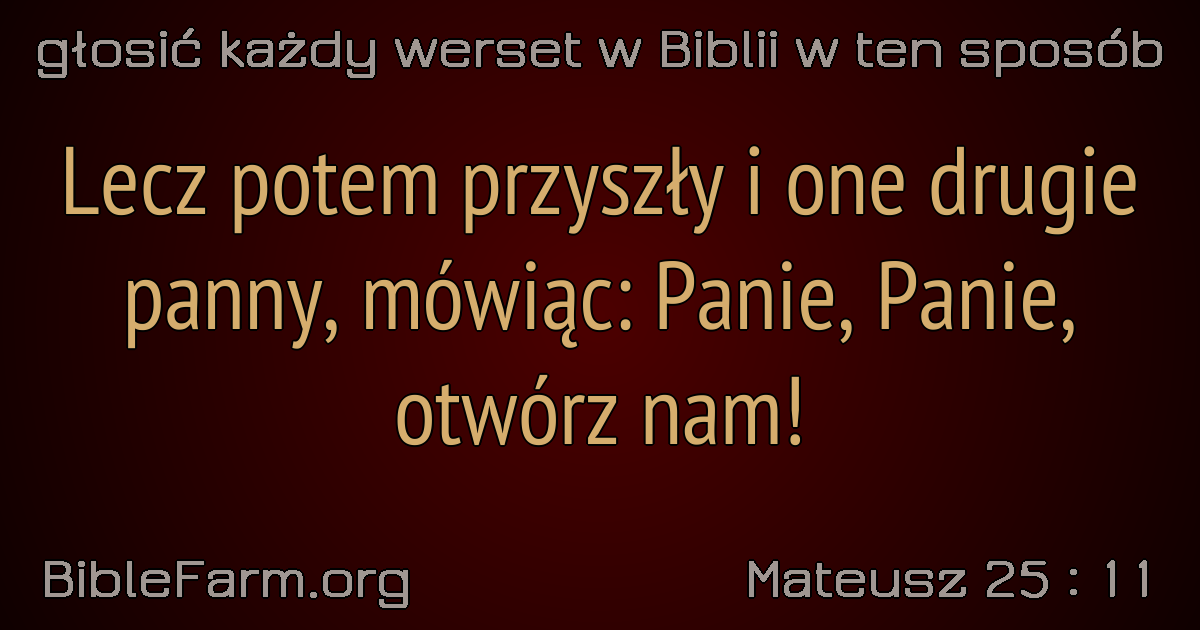 głosić każdy werset w Biblii w ten sposób
Lecz potem przyszły i one drugie
panny, mówiąc: Panie, Panie,
otwórz nam!
BibleFarm.org
Mateusz 25 : 11